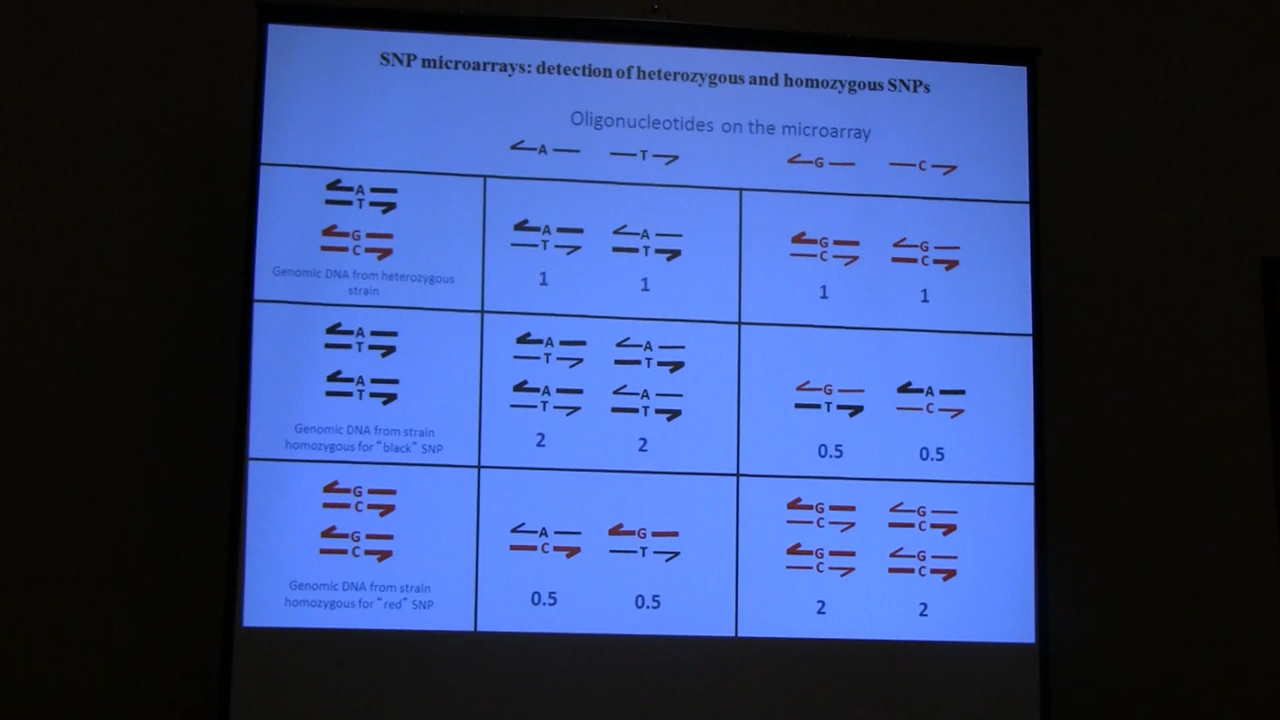 SNP microarrays: detection of heterozygous and homozygous SNPs
Oligonucleotides on the microarray
A T G C
A
T
G
C
Genomic DNA from heterozygous
strain
A A
T T
1 1
G G
C C
1 1
A
T
A
T
Genomic DNA from strain
homozygous for "black" SNP
A A
T T
A A
T T
2 2
G A
T C
0.5 0.5
G
C
G
C
Genomic DNA from strain
homozygous for "red" SNP
A G
C T
0.5 0.5
G G
C C
G G
C C
2 2